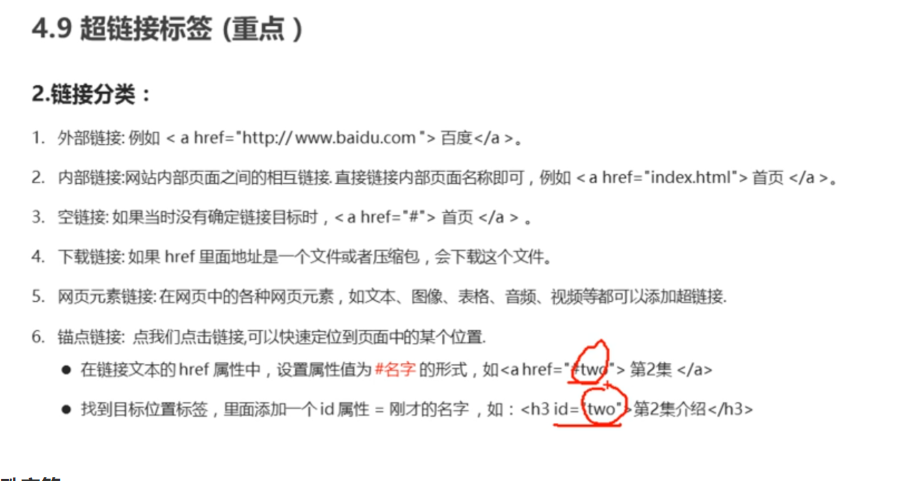 4.9 超链接标签 (重点)
2.链接分类:
1. 外部链接: 例如 < a href="http:// www.baidu.com "> 百度</a >。
2. 内部链接:网站内部页面之间的相互链接. 直接链接内部页面名称即可，例如 < a href="index.html"> 首页 </a >。
3. 空链接: 如果当时没有确定链接目标时，< a href="#"> 首页 </a > 。
4. 下载链接: 如果 href 里面地址是一个文件或者压缩包，会下载这个文件。
5. 网页元素链接: 在网页中的各种网页元素，如文本、图像、表格、音频、视频等都可以添加超链接.
6. 锚点链接: 点我们点击链接,可以快速定位到页面中的某个位置.
● 在链接文本的 href 属性中，设置属性值为 #名字 的形式，如<a href="#two"> 第2集 </a>
● 找到目标位置标签，里面添加一个 id 属性 = 刚才的名字 ，如：<h3 id="two">第2集介绍</h3>